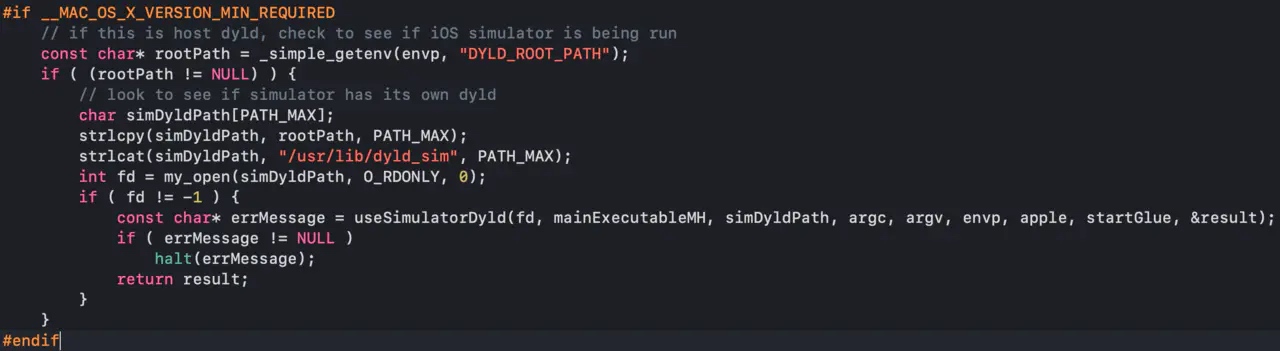 #if __MAC_OS_X_VERSION_MIN_REQUIRED
    // if this is host dyld, check to see if iOS simulator is being run
    const char* rootPath = _simple_getenv(envp, "DYLD_ROOT_PATH");
    if ( (rootPath != NULL) ) {
        // look to see if simulator has its own dyld
        char simDyldPath[PATH_MAX];
        strlcpy(simDyldPath, rootPath, PATH_MAX);
        strlcat(simDyldPath, "/usr/lib/dyld_sim", PATH_MAX);
        int fd = my_open(simDyldPath, O_RDONLY, 0);
        if ( fd != -1 ) {
            const char* errMessage = useSimulatorDyld(fd, mainExecutableMH, simDyldPath, argc, argv, envp, apple, startGlue, &result);
            if ( errMessage != NULL )
                halt(errMessage);
            return result;
        }
    }
#endif